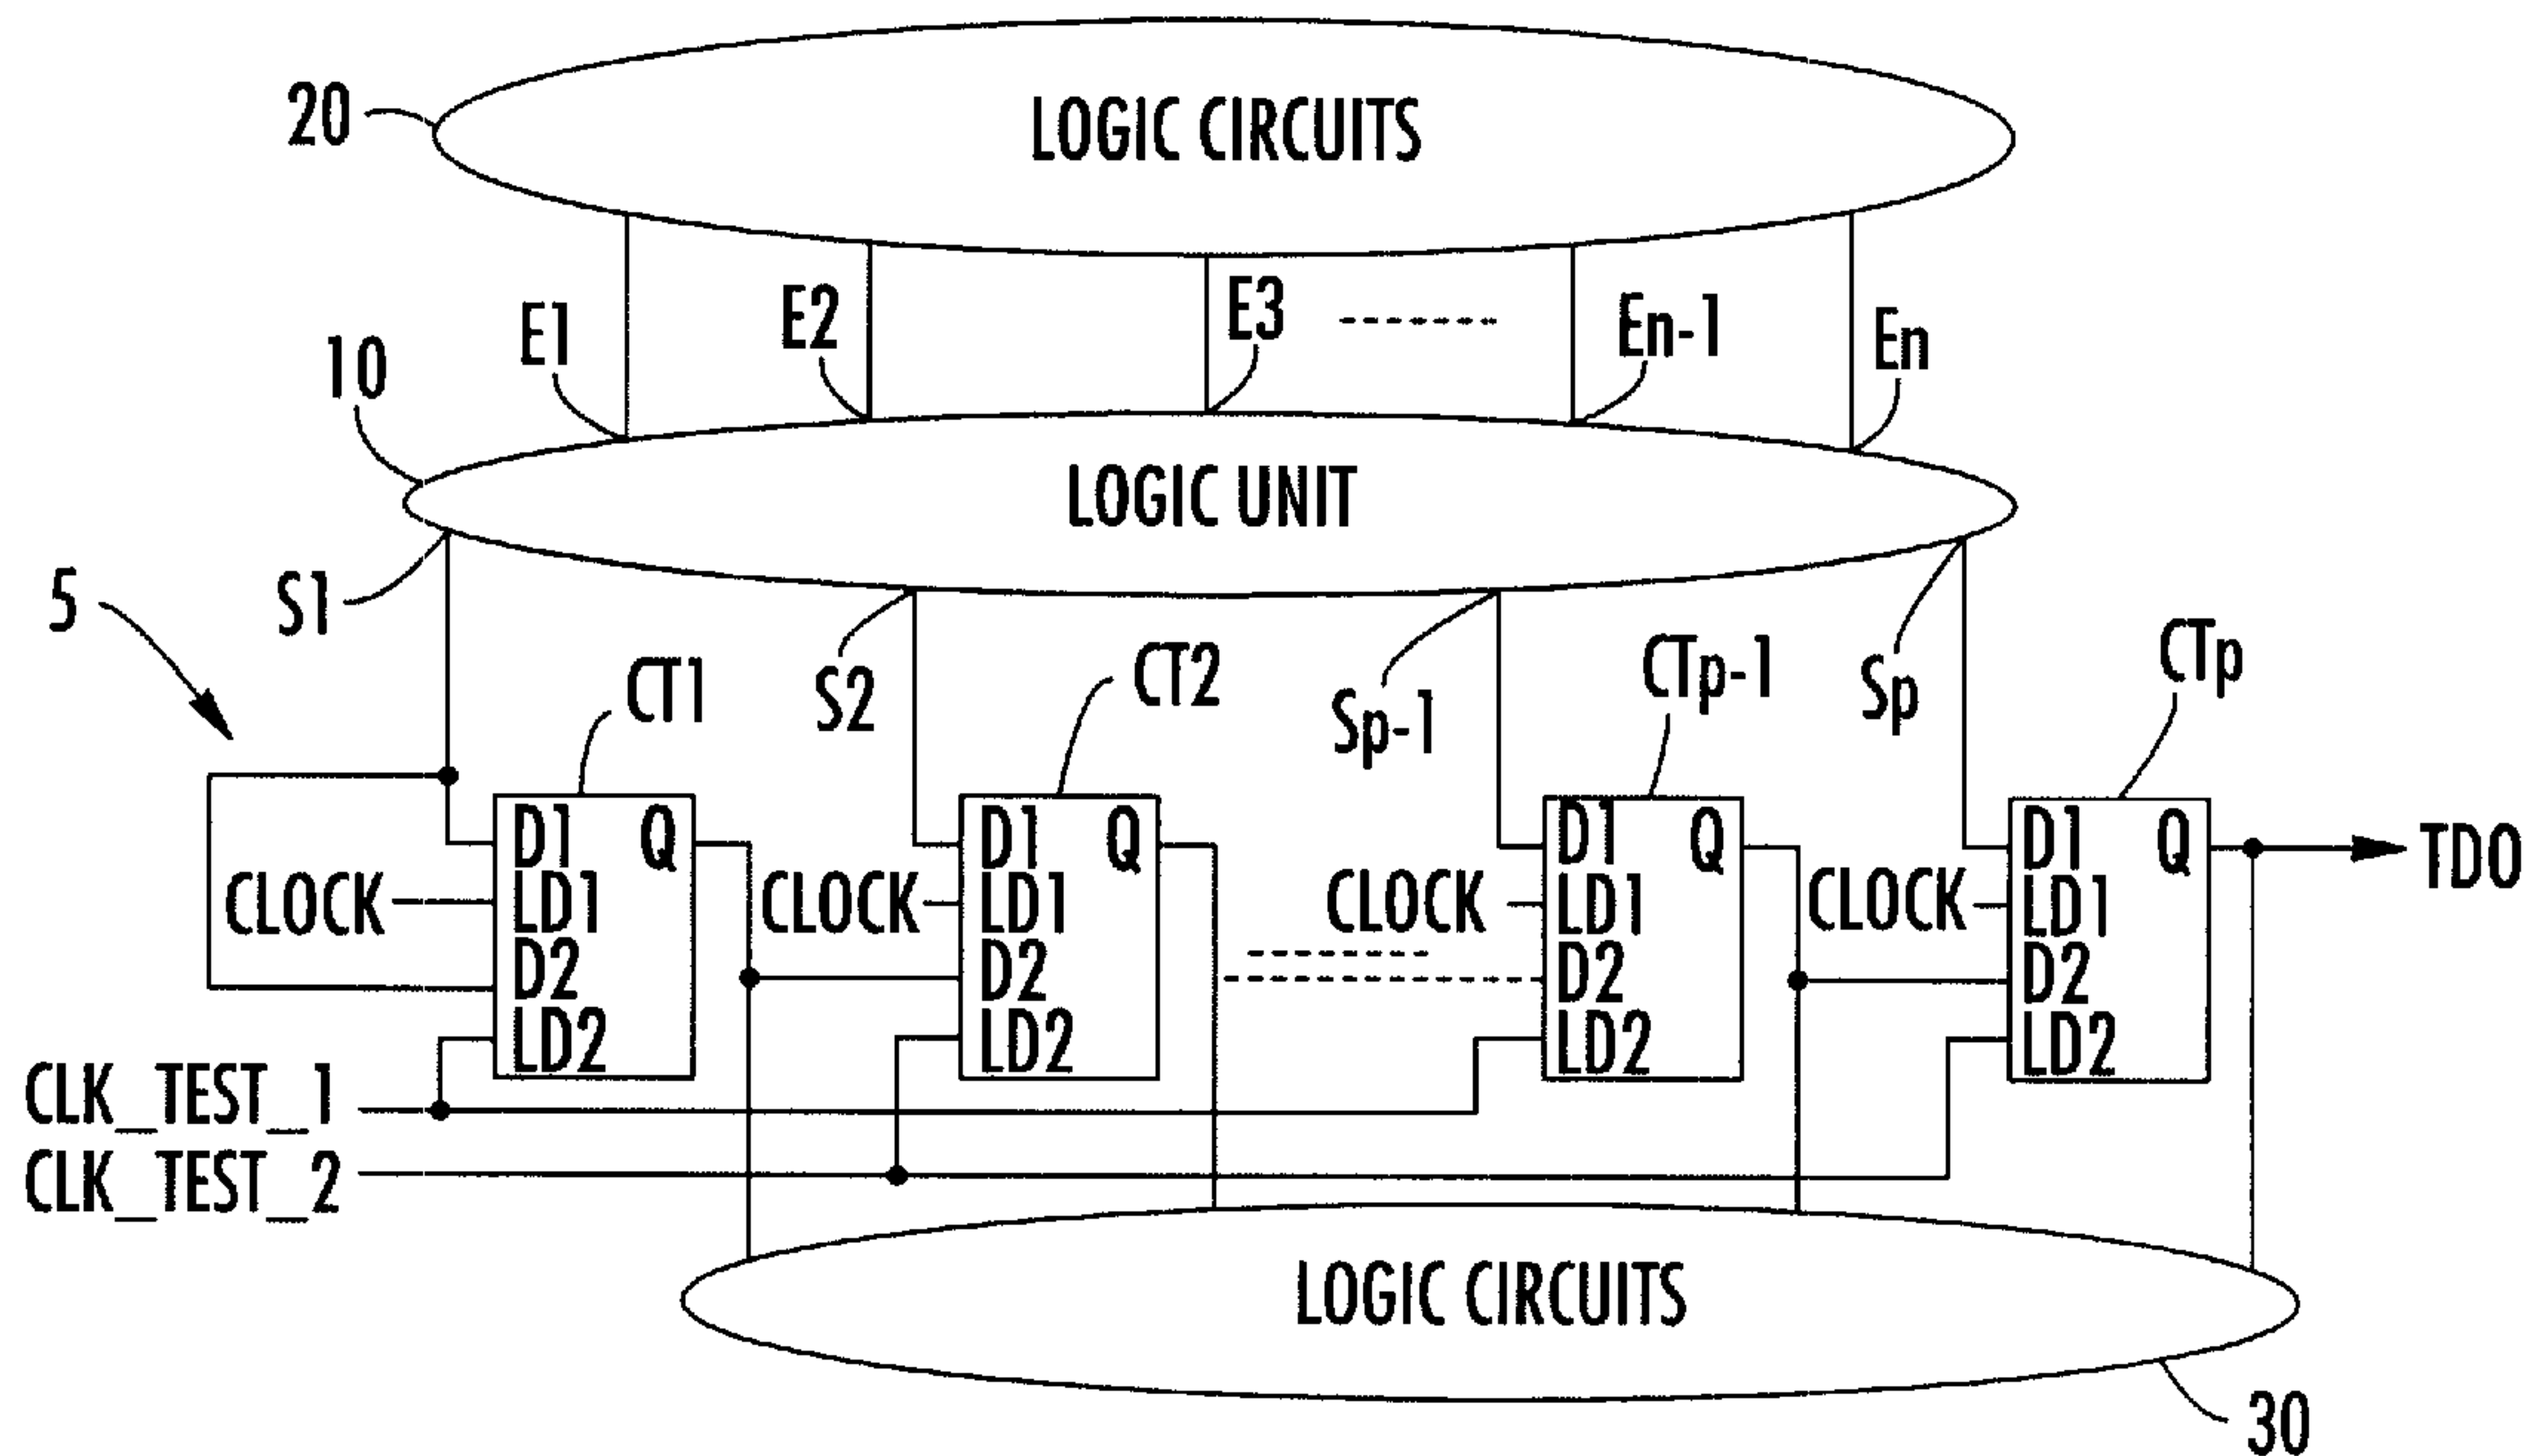 20
LOGIC CIRCUITS
E1
E2
E3
En-1
En
10
LOGIC UNIT
5
S1
S2
Sp-1
Sp
CT1
CT2
CTp-1
CTp
D1 Q
LD1
D2
LD2
CLOCK
D1 Q
LD1
D2
LD2
CLOCK
D1 Q
LD1
D2
LD2
CLOCK
D1 Q
LD1
D2
LD2
CLOCK
TDO
CLK_TEST_1
CLK_TEST_2
LOGIC CIRCUITS
30